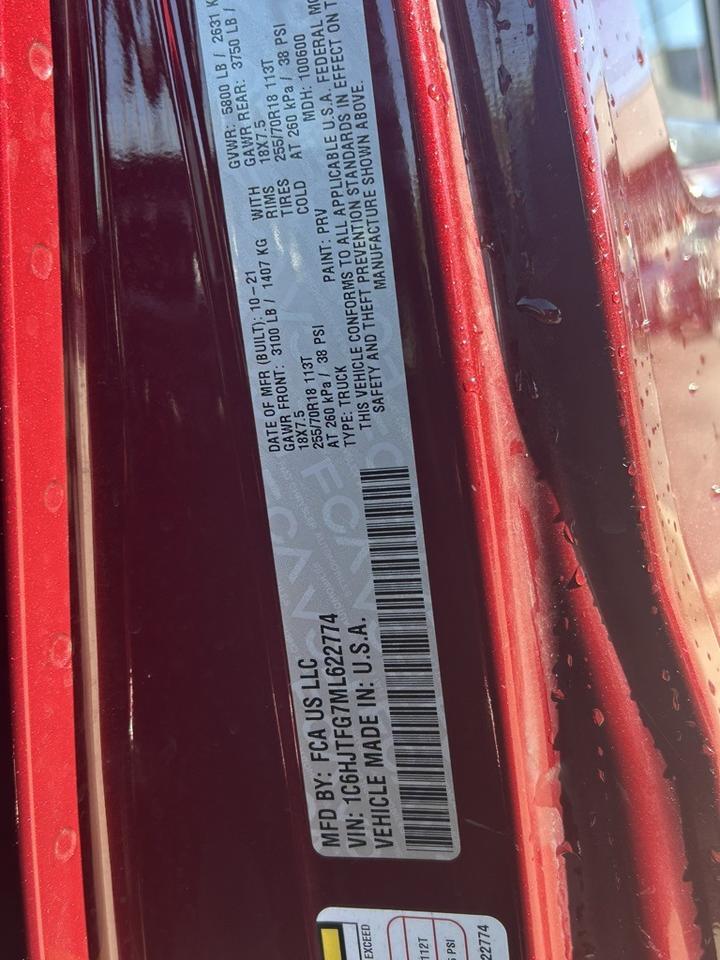 MFD BY: FCA US LLC
VIN: 1C6HJTFG7ML622774
VEHICLE MADE IN: U.S.A.
DATE OF MFR (BUILT): 10-21
GVWR: 5800 LB / 2631 K
GAWR FRONT: 3100 LB / 1407 KG
WITH
GAWR REAR: 3750 LB /
18X7.5
RIMS
18X7.5
255/70R18 113T
TIRES
255/70R18 113T
AT 260 kPa / 38 PSI
COLD
AT 260 kPa / 38 PSI
TYPE: TRUCK
PAINT: PRV
MDH: 100600
THIS VEHICLE CONFORMS TO ALL APPLICABLE U.S.A. FEDERAL MO
SAFETY AND THEFT PREVENTION STANDARDS IN EFFECT ON T
MANUFACTURE SHOWN ABOVE.
FCA
EXCEED
112T
PSI
22774